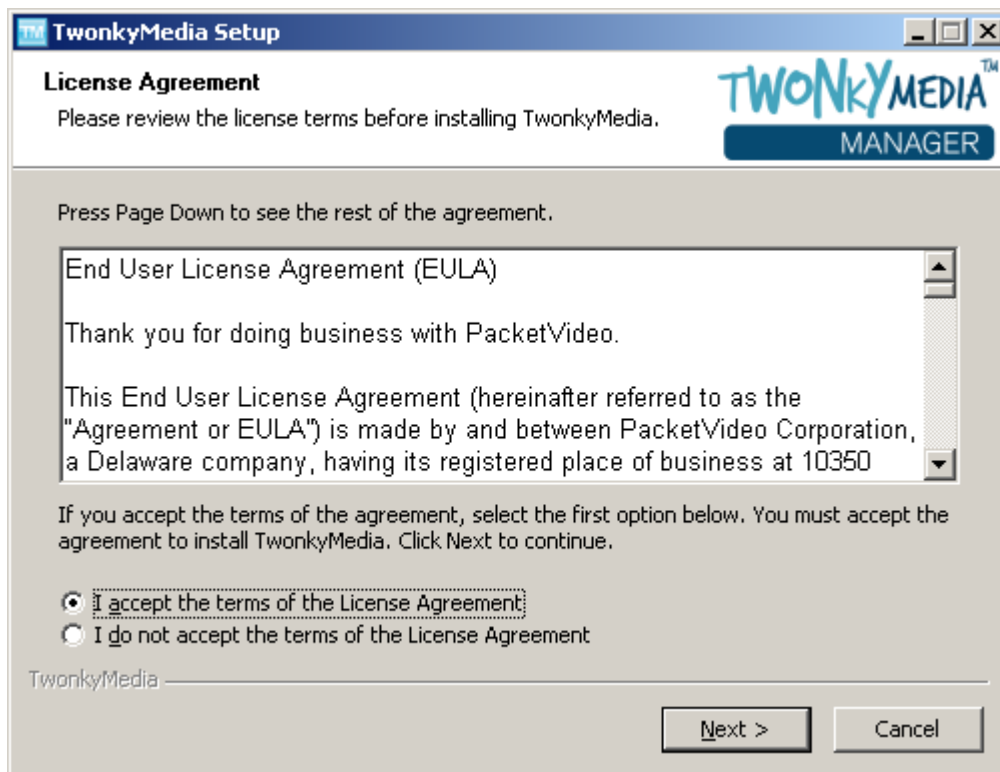 TM TwonkyMedia Setup
License Agreement
Please review the license terms before installing TwonkyMedia.
TWONKYMEDIA™
MANAGER
Press Page Down to see the rest of the agreement.
End User License Agreement (EULA)
Thank you for doing business with PacketVideo.
This End User License Agreement (hereinafter referred to as the
"Agreement or EULA") is made by and between PacketVideo Corporation,
a Delaware company, having its registered place of business at 10350
If you accept the terms of the agreement, select the first option below. You must accept the
agreement to install TwonkyMedia. Click Next to continue.
I accept the terms of the License Agreement
I do not accept the terms of the License Agreement
TwonkyMedia
Next >
Cancel